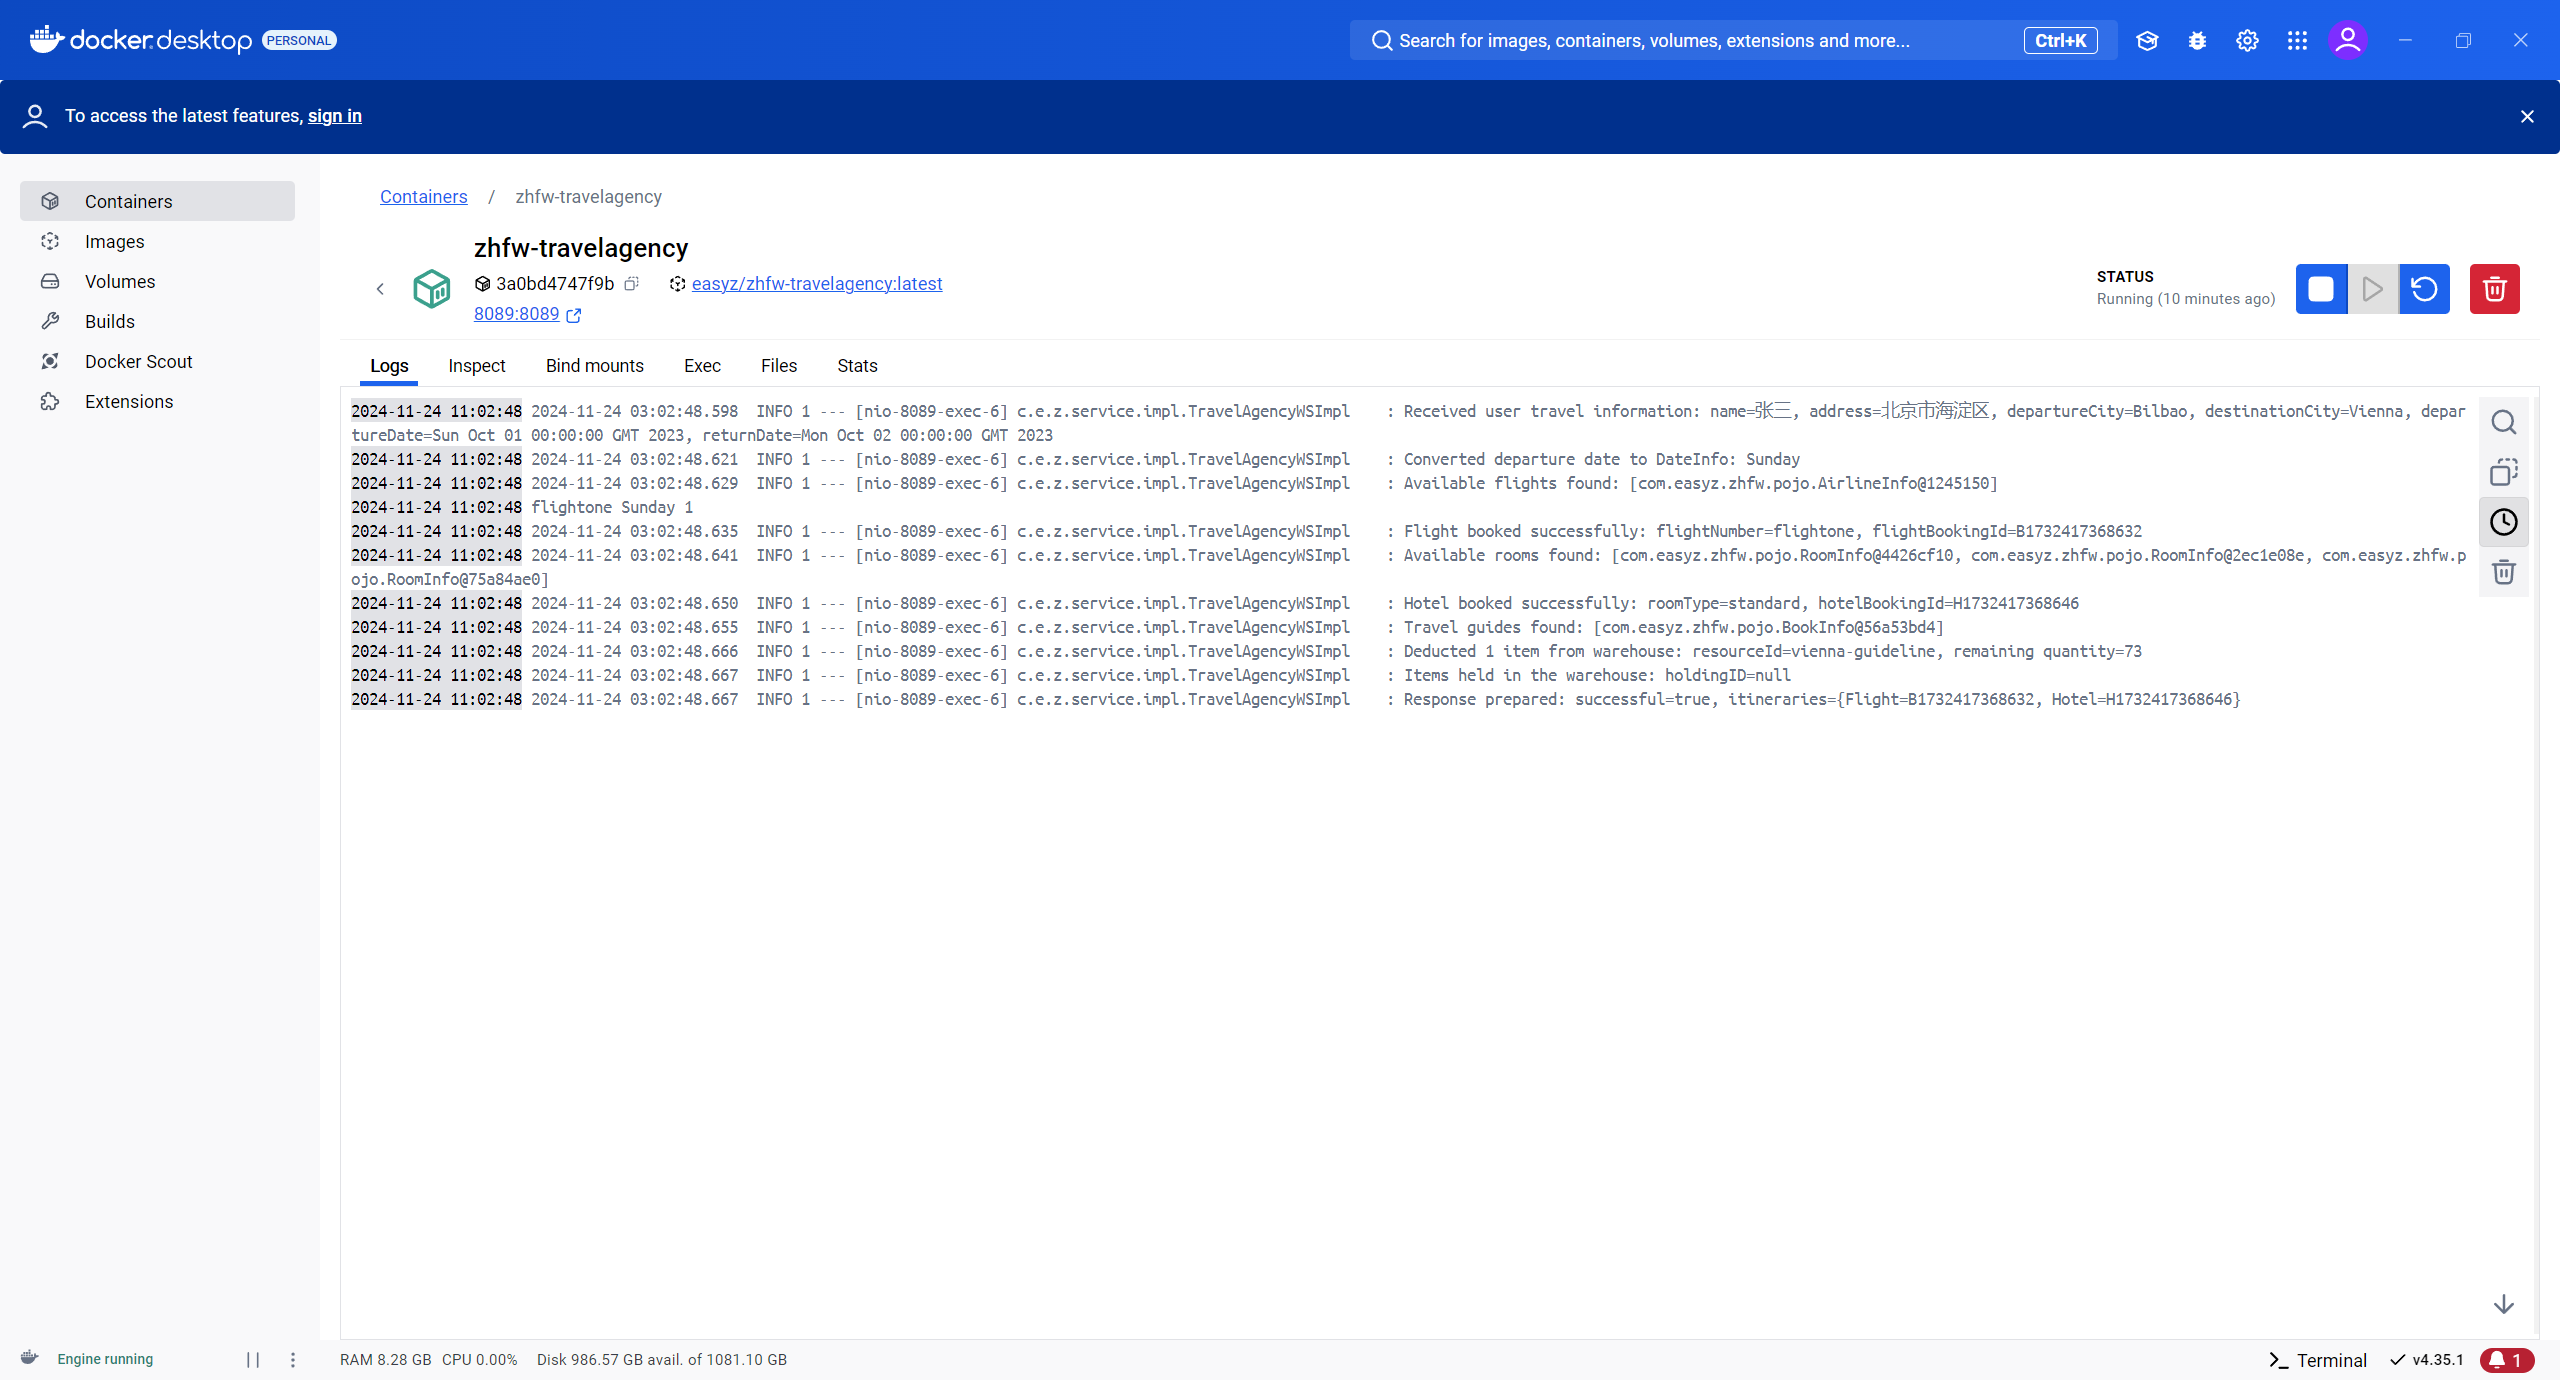 docker.desktop PERSONAL
Search for images, containers, volumes, extensions and more... Ctrl+K
To access the latest features, sign in
Containers
Images
Volumes
Builds
Docker Scout
Extensions
Containers / zhfw-travelagency
zhfw-travelagency
3a0bd4747f9b easyz/zhfw-travelagency:latest
8089:8089
STATUS
Running (10 minutes ago)
Logs Inspect Bind mounts Exec Files Stats
2024-11-24 11:02:48 2024-11-24 03:02:48.598 INFO 1 --- [nio-8089-exec-6] c.e.z.service.impl.TravelAgencyWSImpl : Received user travel information: name=张三, address=北京市海淀区, departureCity=Bilbao, destinationCity=Vienna, depar
tureDate=Sun Oct 01 00:00:00 GMT 2023, returnDate=Mon Oct 02 00:00:00 GMT 2023
2024-11-24 11:02:48 2024-11-24 03:02:48.621 INFO 1 --- [nio-8089-exec-6] c.e.z.service.impl.TravelAgencyWSImpl : Converted departure date to DateInfo: Sunday
2024-11-24 11:02:48 2024-11-24 03:02:48.629 INFO 1 --- [nio-8089-exec-6] c.e.z.service.impl.TravelAgencyWSImpl : Available flights found: [com.easyz.zhfw.pojo.AirlineInfo@1245150]
2024-11-24 11:02:48 flightone Sunday 1
2024-11-24 11:02:48 2024-11-24 03:02:48.635 INFO 1 --- [nio-8089-exec-6] c.e.z.service.impl.TravelAgencyWSImpl : Flight booked successfully: flightNumber=flightone, flightBookingId=B1732417368632
2024-11-24 11:02:48 2024-11-24 03:02:48.641 INFO 1 --- [nio-8089-exec-6] c.e.z.service.impl.TravelAgencyWSImpl : Available rooms found: [com.easyz.zhfw.pojo.RoomInfo@4426cf10, com.easyz.zhfw.pojo.RoomInfo@2ec1e08e, com.easyz.zhfw.p
ojo.RoomInfo@75a84ae0]
2024-11-24 11:02:48 2024-11-24 03:02:48.650 INFO 1 --- [nio-8089-exec-6] c.e.z.service.impl.TravelAgencyWSImpl : Hotel booked successfully: roomType=standard, hotelBookingId=H1732417368646
2024-11-24 11:02:48 2024-11-24 03:02:48.655 INFO 1 --- [nio-8089-exec-6] c.e.z.service.impl.TravelAgencyWSImpl : Travel guides found: [com.easyz.zhfw.pojo.BookInfo@56a53bd4]
2024-11-24 11:02:48 2024-11-24 03:02:48.666 INFO 1 --- [nio-8089-exec-6] c.e.z.service.impl.TravelAgencyWSImpl : Deducted 1 item from warehouse: resourceId=vienna-guideline, remaining quantity=73
2024-11-24 11:02:48 2024-11-24 03:02:48.667 INFO 1 --- [nio-8089-exec-6] c.e.z.service.impl.TravelAgencyWSImpl : Items held in the warehouse: holdingID=null
2024-11-24 11:02:48 2024-11-24 03:02:48.667 INFO 1 --- [nio-8089-exec-6] c.e.z.service.impl.TravelAgencyWSImpl : Response prepared: successful=true, itineraries={Flight=B1732417368632, Hotel=H1732417368646}
Engine running RAM 8.28 GB CPU 0.00% Disk 986.57 GB avail. of 1081.10 GB Terminal v4.35.1 1